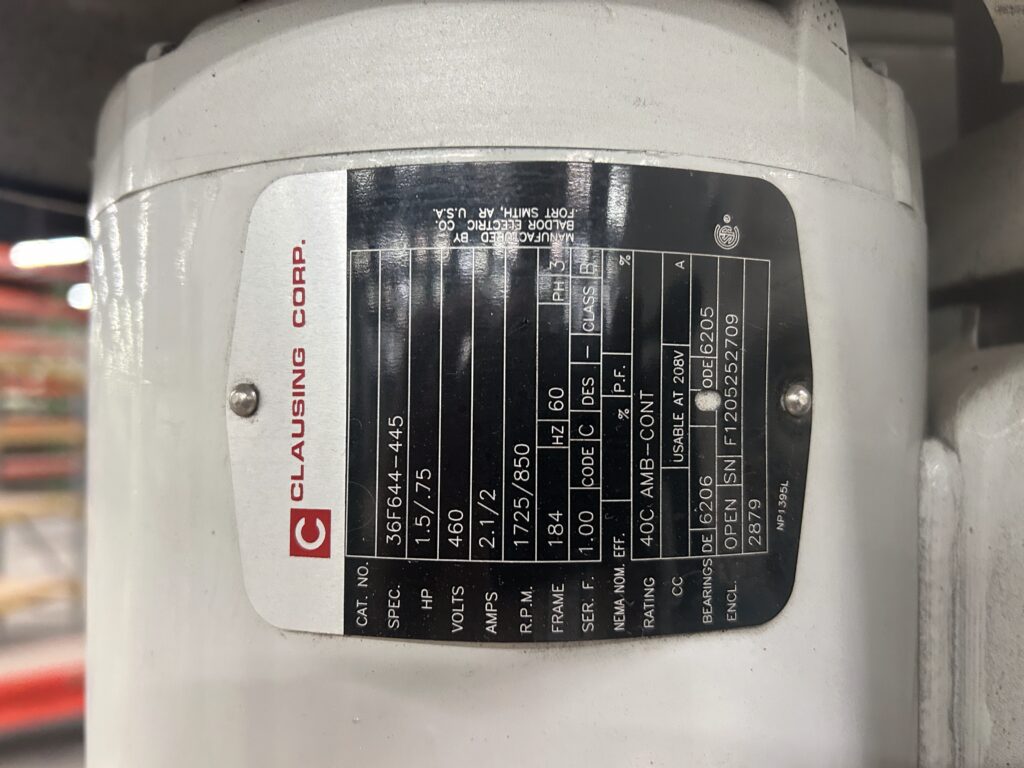 C CLAUSING CORP.
CAT. NO.
SPEC. 36F644-445
HP 1.5/.75
VOLTS 460
AMPS 2.1/2
R.P.M. 1725/850
FRAME 184 HZ 60 PH 3
SER. F. 1.00 CODE C DES - CLASS B
NEMA NOM. EFF. % P.F. %
RATING 40C AMB-CONT
CC USABLE AT 208V A
BEARINGS DE 6206 ODE 6205
ENCL. OPEN SN F1205252709
2879
NP1395L
MANUFACTURED BY
BALDOR ELECTRIC CO.
FORT SMITH, AR U.S.A.